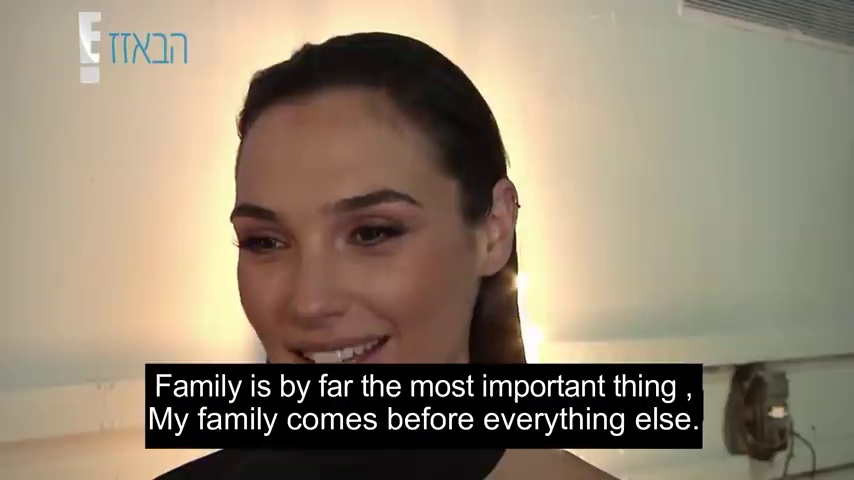 E!
הבאזז
Family is by far the most important thing ,
My family comes before everything else.